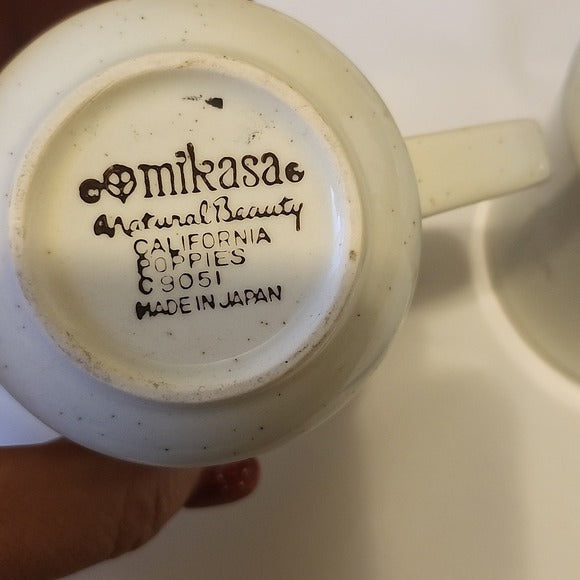 mikasa
Natural Beauty
CALIFORNIA
POPPIES
C 9051
MADE IN JAPAN